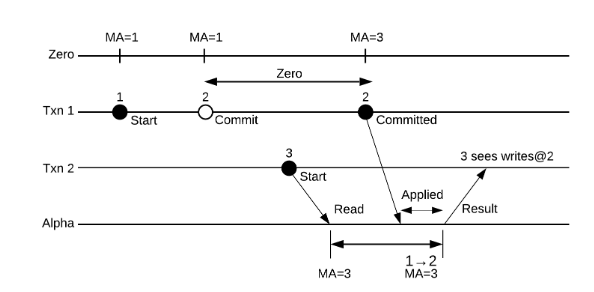 MA=1 MA=1 MA=3
Zero
Zero
1 2 2
Txn 1
Start Commit Committed
3 3 sees writes@2
Txn 2
Start
Applied
Read Result
Alpha
1→2
MA=3 MA=3